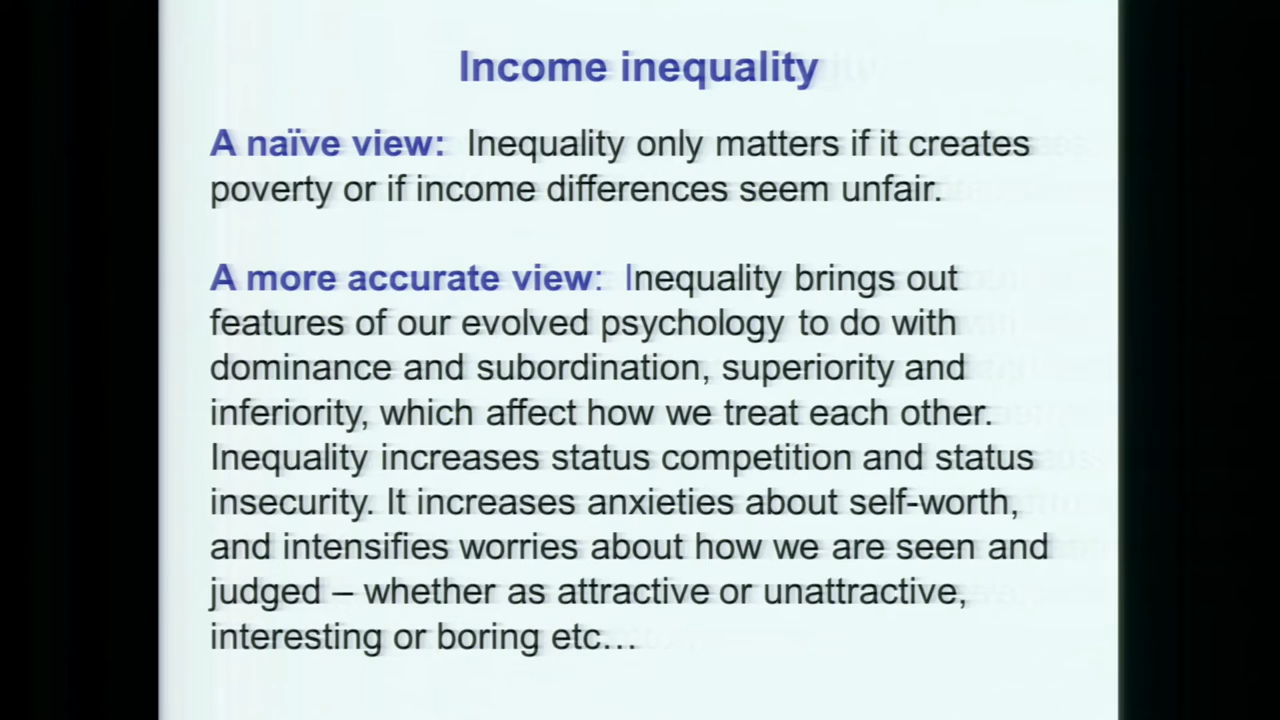 Income inequality
A naïve view: Inequality only matters if it creates
poverty or if income differences seem unfair.
A more accurate view: Inequality brings out
features of our evolved psychology to do with
dominance and subordination, superiority and
inferiority, which affect how we treat each other.
Inequality increases status competition and status
insecurity. It increases anxieties about self-worth,
and intensifies worries about how we are seen and
judged – whether as attractive or unattractive,
interesting or boring etc…